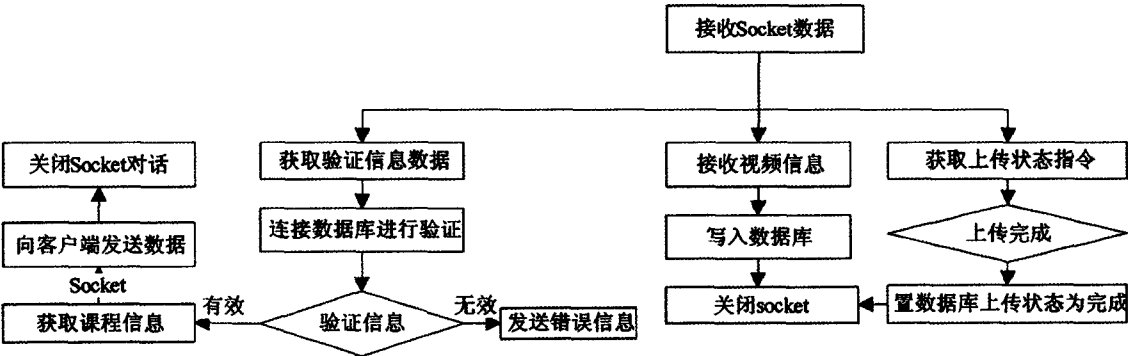 接收Socket数据
关闭Socket对话
获取验证信息数据
接收视频信息
获取上传状态指令
向客户端发送数据
连接数据库进行验证
写入数据库
上传完成
Socket
有效
无效
获取课程信息
验证信息
发送错误信息
关闭socket
置数据库上传状态为完成